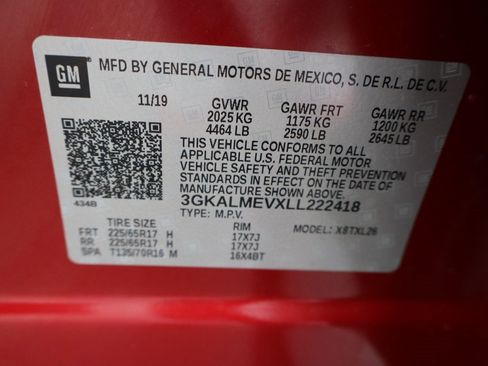 GM
MFD BY GENERAL MOTORS DE MEXICO, S. DE R.L. DE C.V.
11/19 GVWR GAWR FRT GAWR RR
2025 KG 1175 KG 1200 KG
4464 LB 2590 LB 2645 LB
THIS VEHICLE CONFORMS TO ALL
APPLICABLE U.S. FEDERAL MOTOR
VEHICLE SAFETY, BUMPER, AND THEFT
PREVENTION STANDARDS IN EFFECT ON
THE DATE OF MANUFACTURE SHOWN ABOVE.
434B
3GKALMEVXLL222418
TYPE: M.P.V.
TIRE SIZE RIM MODEL: X8TXL26
FRT 225/65R17 H 17X7J
RR 225/65R17 H 17X7J
SPA T135/70R16 M 16X4BT